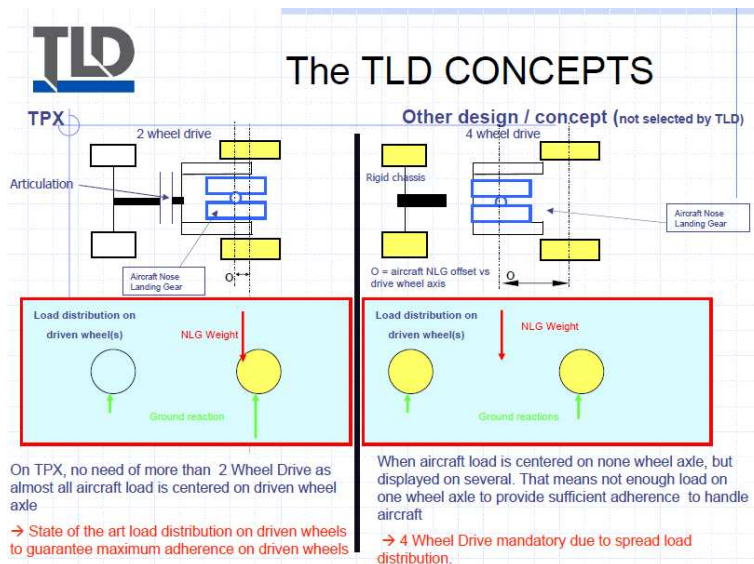 TLD
The TLD CONCEPTS
TPX
2 wheel drive
Articulation
Aircraft Nose
Landing Gear
O
Load distribution on
driven wheel(s)
NLG Weight
Ground reaction
On TPX, no need of more than 2 Wheel Drive as
almost all aircraft load is centered on driven wheel
axle
→ State of the art load distribution on driven wheels
to guarantee maximum adherence on driven wheels
Other design / concept (not selected by TLD)
4 wheel drive
Rigid chassis
Aircraft Nose
Landing Gear
O = aircraft NLG offset vs
drive wheel axis
O
Load distribution on
driven wheel(s)
NLG Weight
Ground reactions
When aircraft load is centered on none wheel axle, but
displayed on several. That means not enough load on
one wheel axle to provide sufficient adherence to handle
aircraft
→ 4 Wheel Drive mandatory due to spread load
distribution.